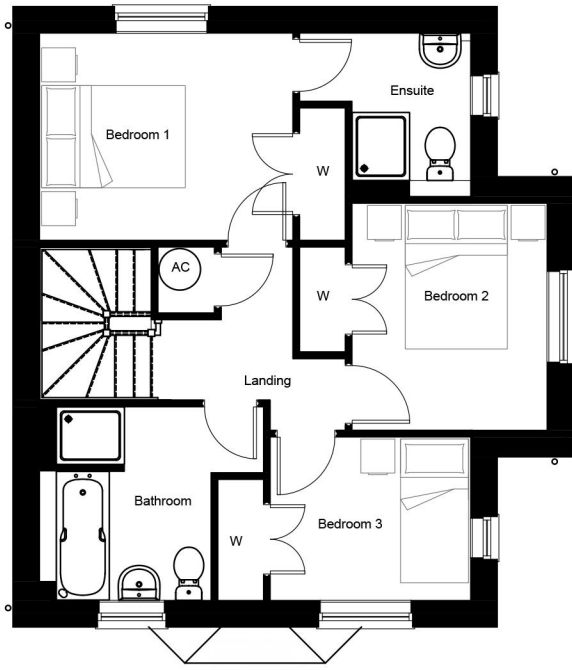 Ensuite
Bedroom 1
W
AC
W
Bedroom 2
Landing
Bathroom
Bedroom 3
W